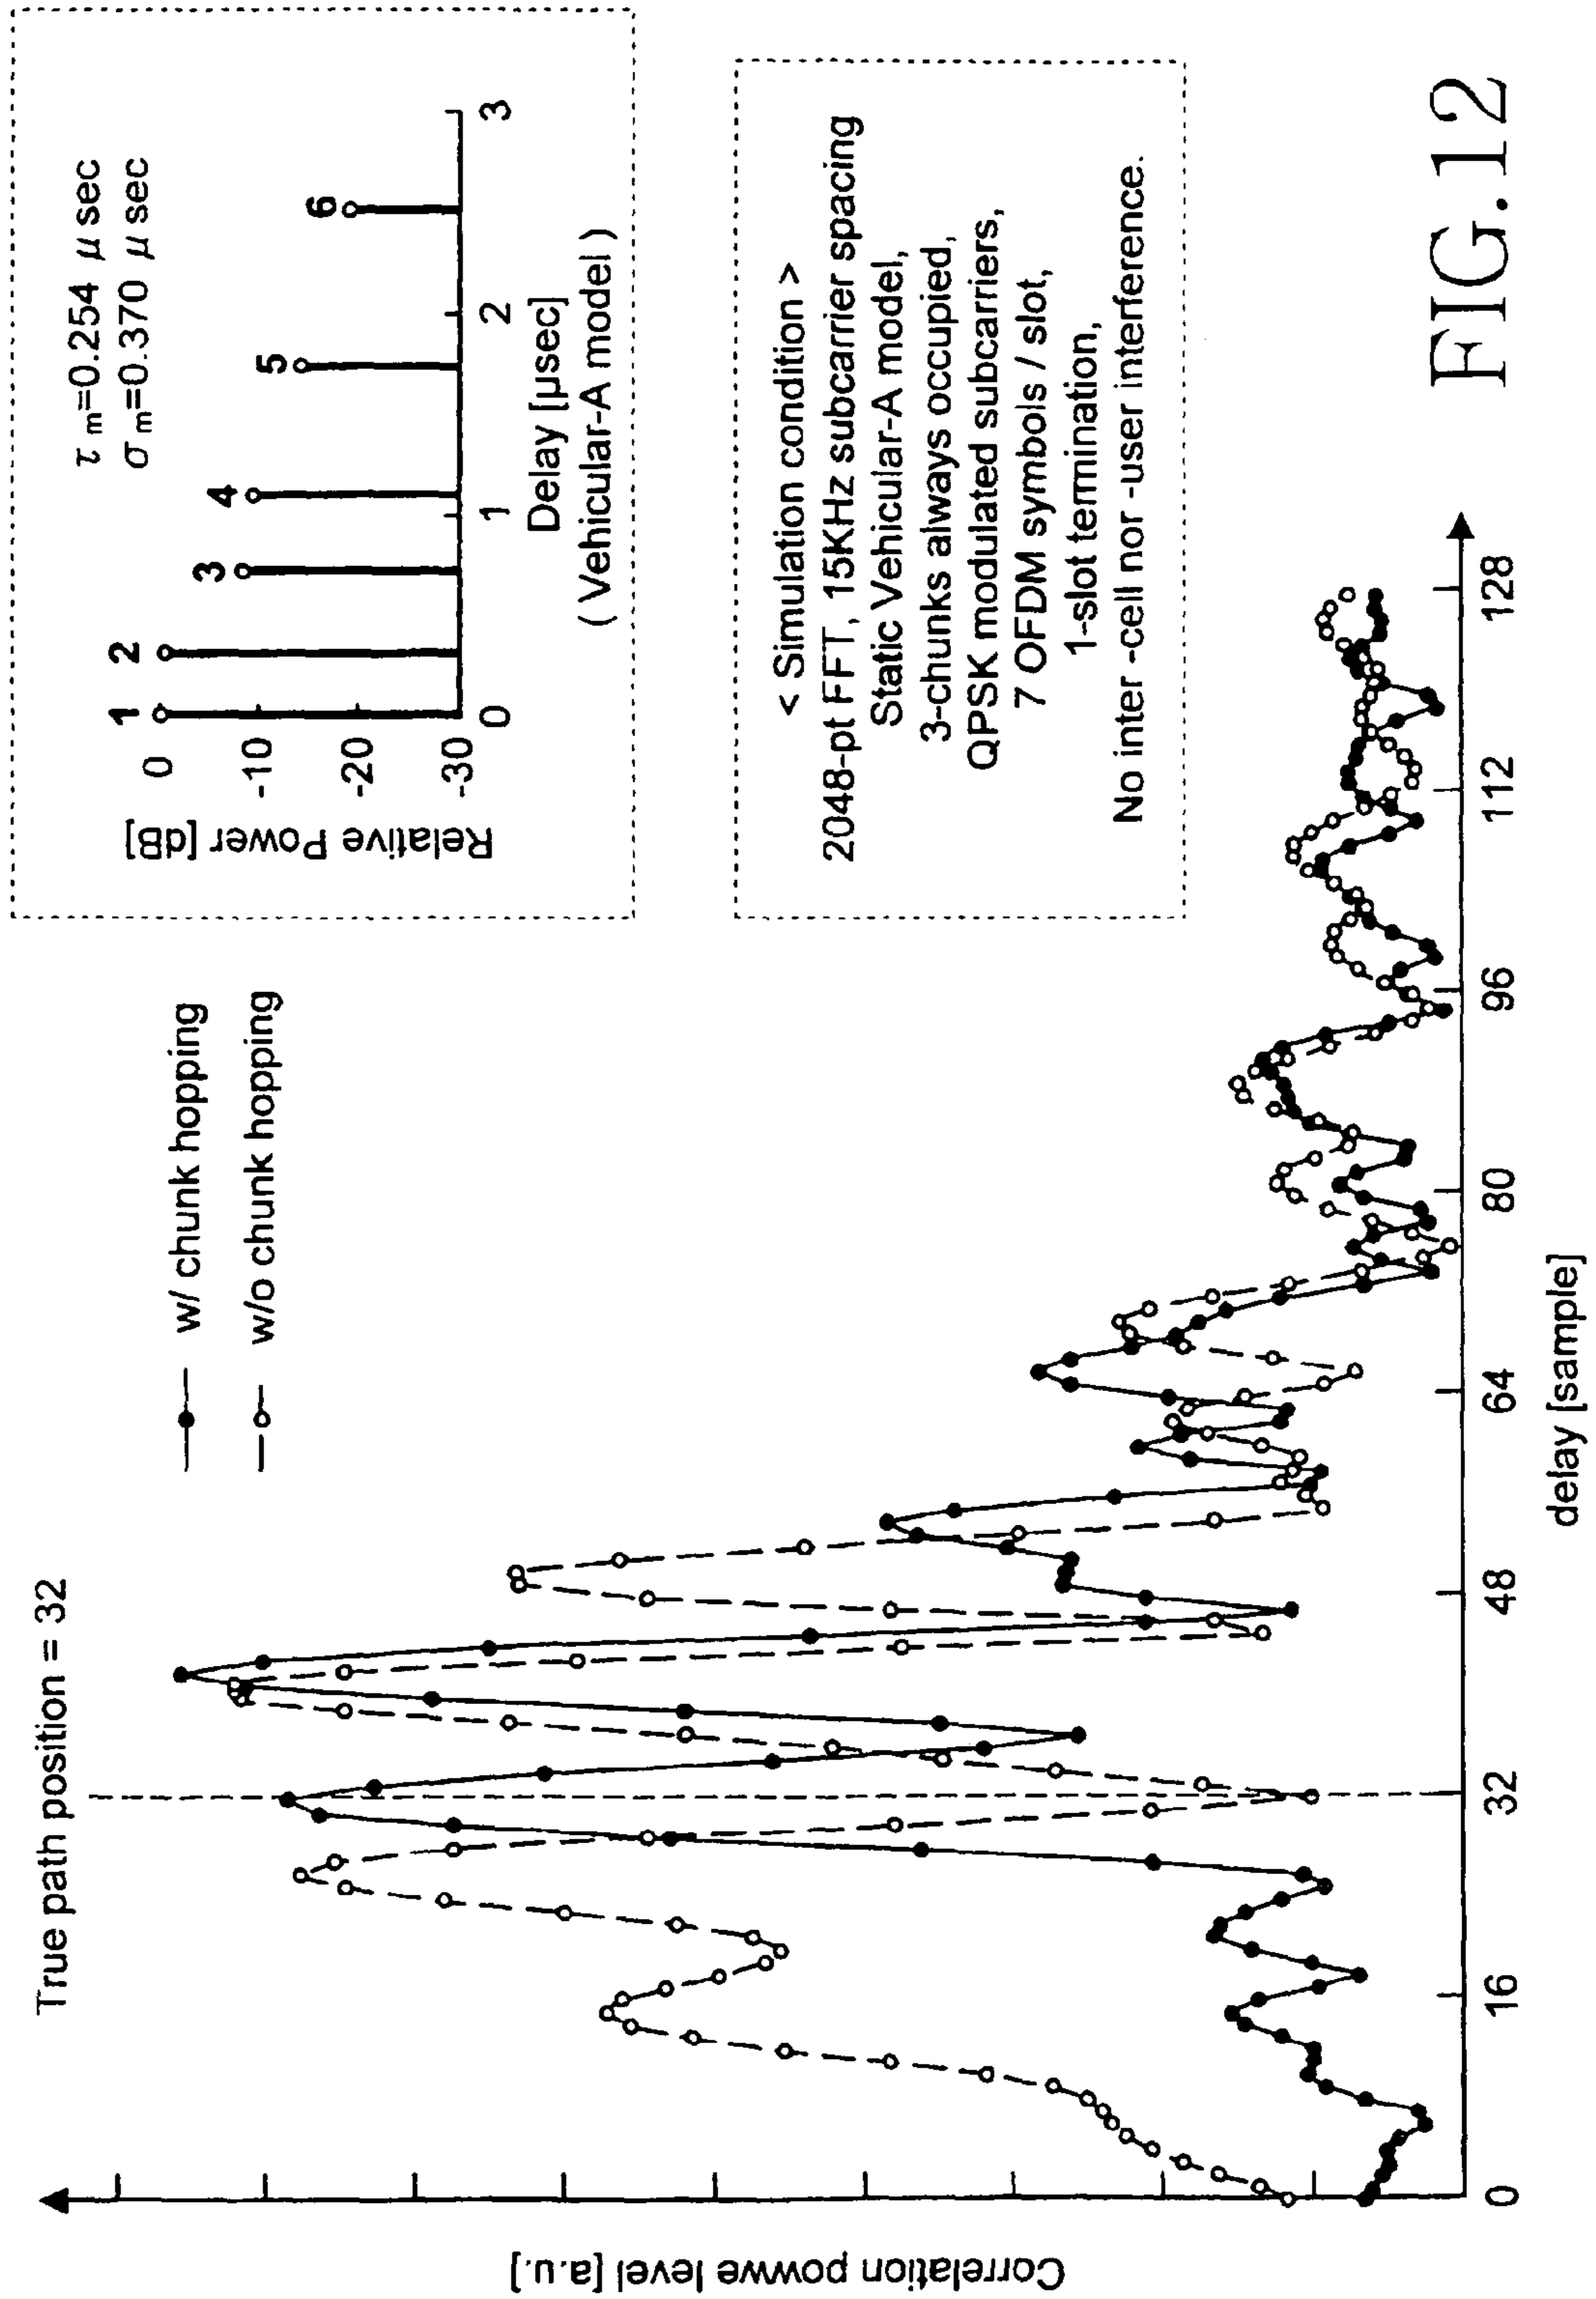 True path position = 32
w/ chunk hopping
w/o chunk hopping
Correlation powwe level [a.u.]
0 16 32 48 64 80 96 112 128
delay [sample]
τ m=0.254 μ sec
σ m=0.370 μ sec
Relative Power [dB]
0
-10
-20
-30
1 2 3 4 5 6
0 1 2 3
Delay [μsec]
( Vehicular-A model )
< Simulation condition >
2048-pt FFT, 15KHz subcarrier spacing
Static Vehicular-A model,
3-chunks always occupied,
QPSK modulated subcarriers,
7 OFDM symbols / slot,
1-slot termination,
No inter -cell nor -user interference.
FIG.12